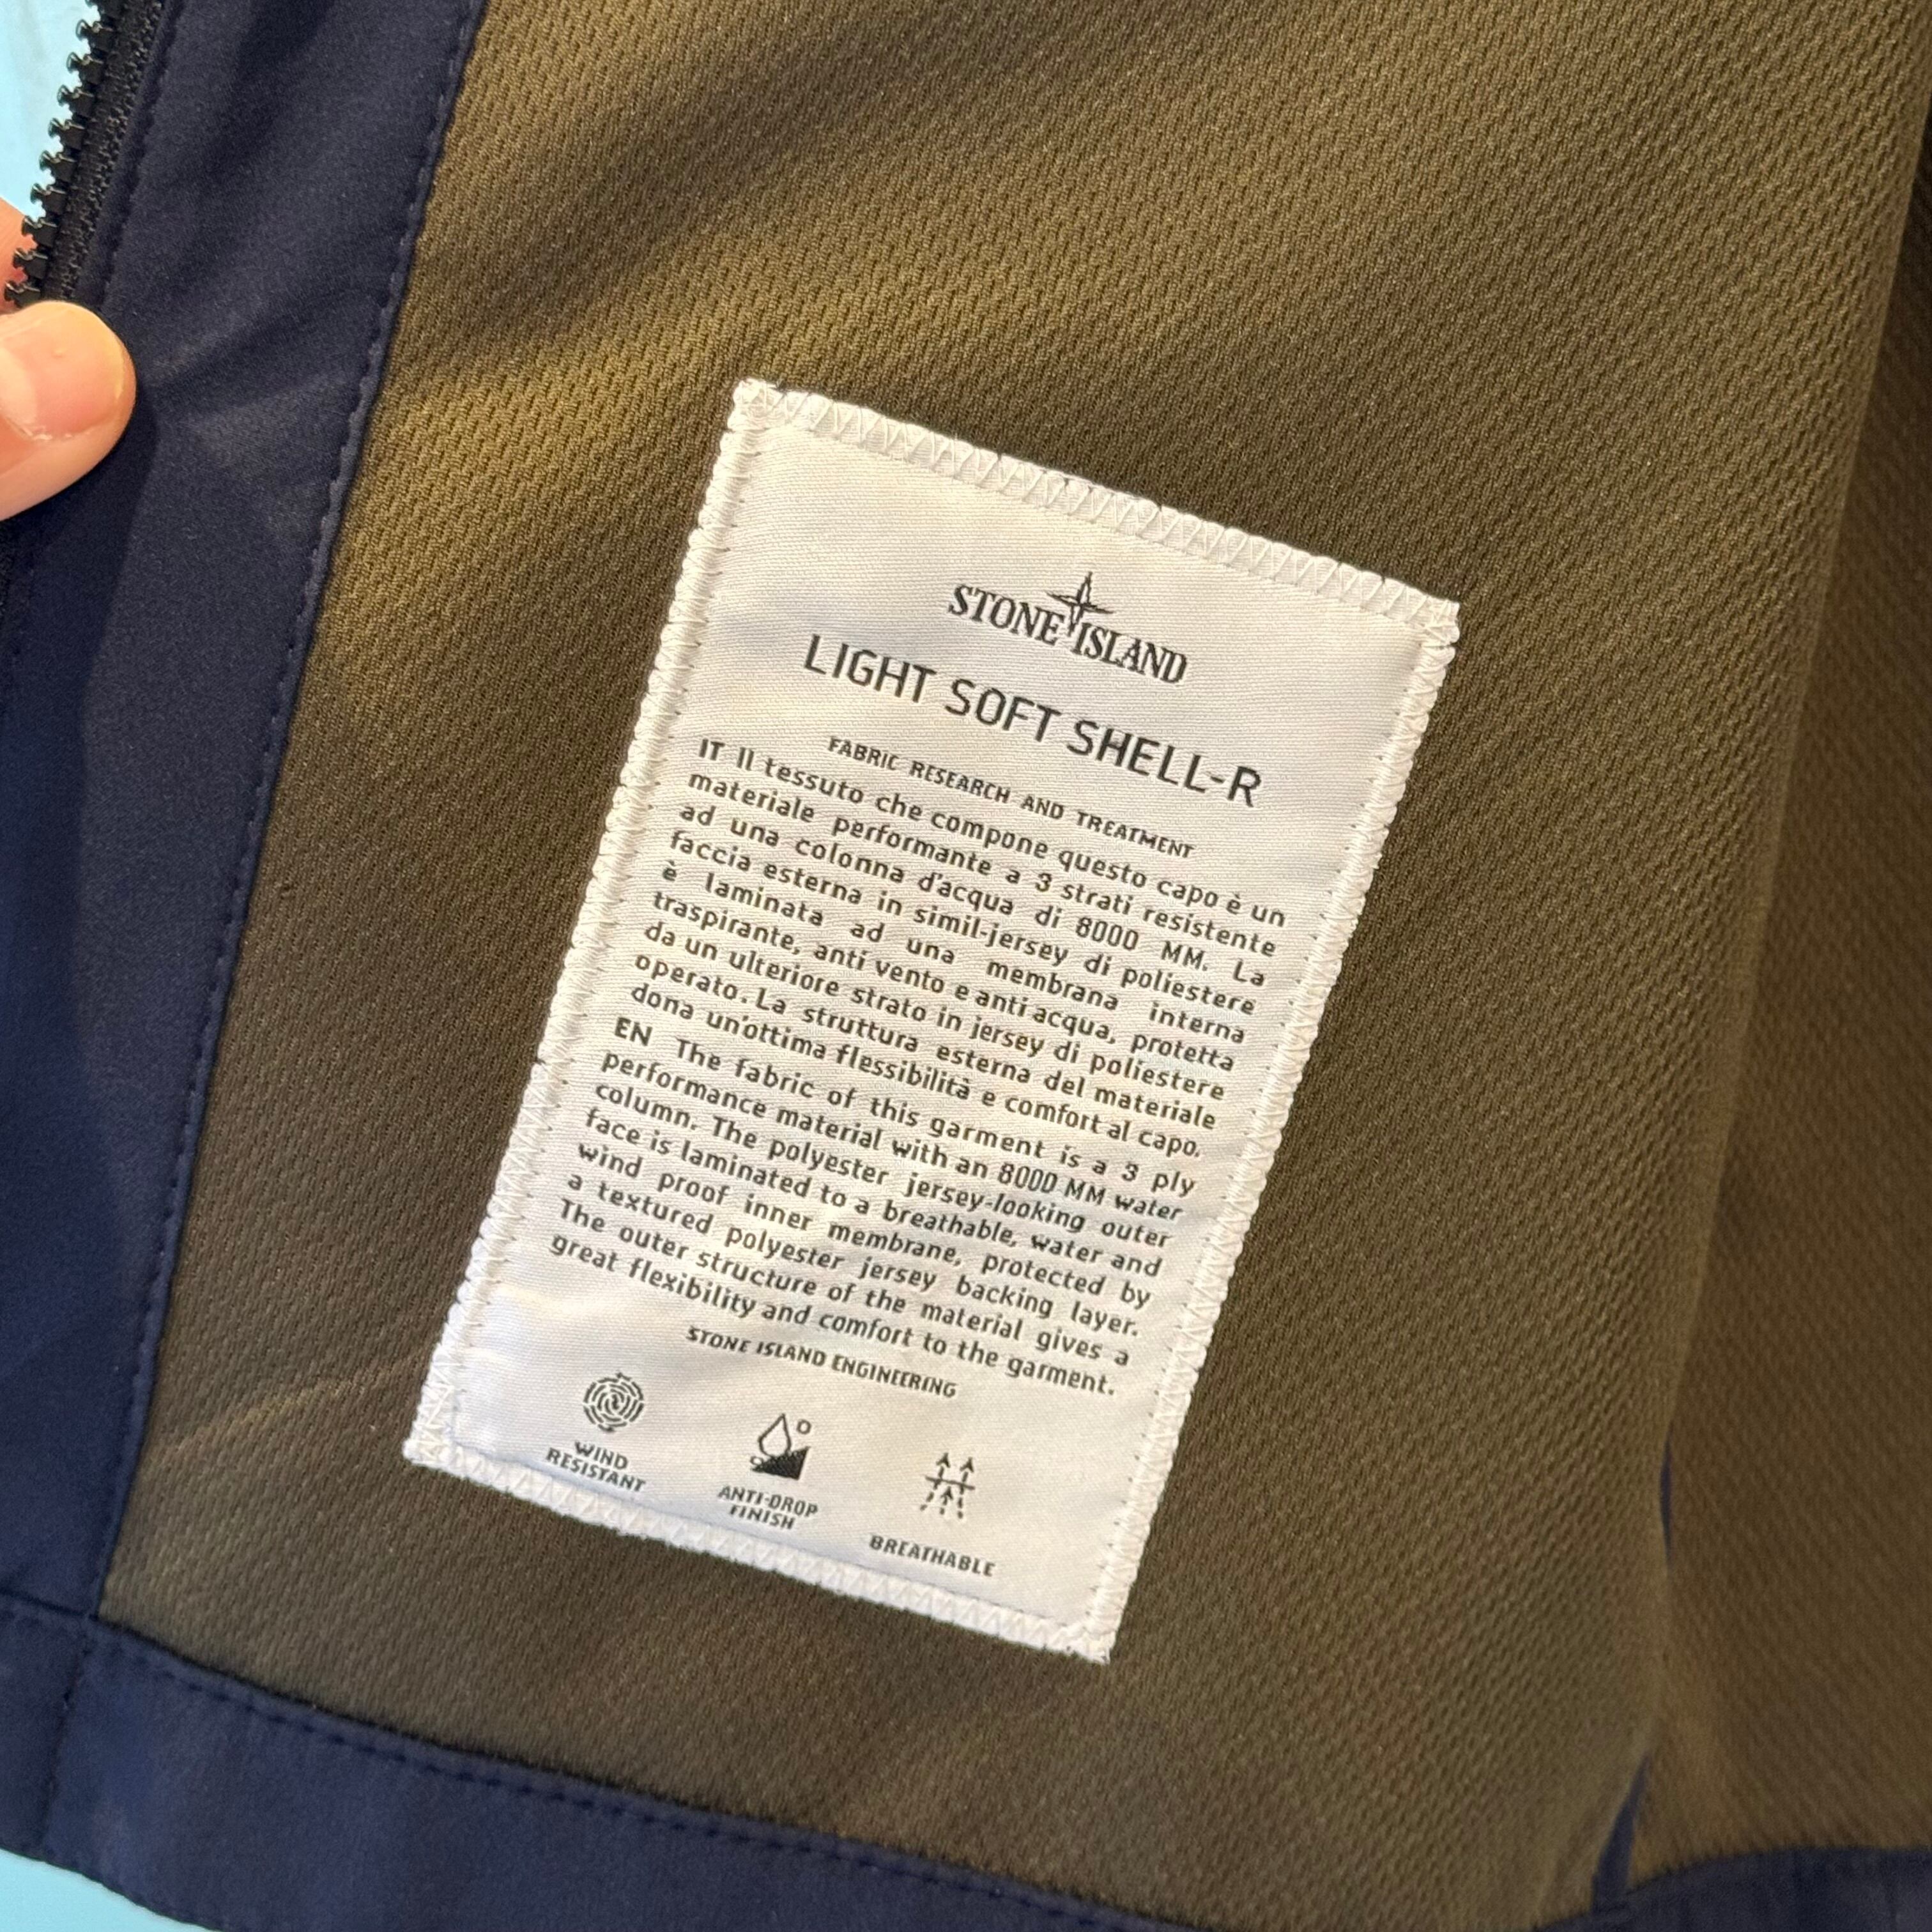 STONE ISLAND
LIGHT SOFT SHELL-R
FABRIC RESEARCH AND TREATMENT
IT Il tessuto che compone questo capo è un
materiale performante a 3 strati resistente
ad una colonna d'acqua di 8000 MM. La
faccia esterna in simil-jersey di poliestere
è laminata ad una membrana interna
traspirante, anti vento e anti acqua, protetta
da un ulteriore strato in jersey di poliestere
operato. La struttura esterna del materiale
dona un'ottima flessibilità e comfort al capo.
EN The fabric of this garment is a 3 ply
performance material with an 8000 MM water
column. The polyester jersey-looking outer
face is laminated to a breathable, water and
wind proof inner membrane, protected by
a textured polyester jersey backing layer.
The outer structure of the material gives a
great flexibility and comfort to the garment.
STONE ISLAND ENGINEERING
WIND
RESISTANT
ANTI-DROP
FINISH
BREATHABLE